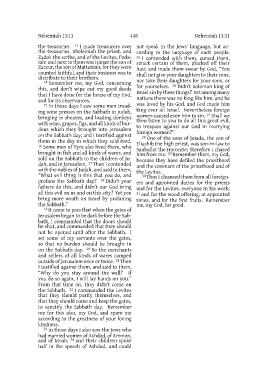 Nehemiah 13:13
448
Nehemiah 13:31
the treasuries. 13 I made treasurers over
the treasuries, Shelemiah the priest, and
Zadok the scribe, and of the Levites, Pedaiah: and next to them was Hanan the son of
Zaccur, the son of Mattaniah; for they were
counted faithful, and their business was to
distribute to their brothers.
14 Remember me, my God, concerning
this, and don't wipe out my good deeds
that I have done for the house of my God,
and for its observances.
15 In those days I saw some men treading wine presses on the Sabbath in Judah,
bringing in sheaves, and loading donkeys
with wine, grapes, figs, and all kinds of burdens which they brought into Jerusalem
on the Sabbath day; and I testified against
them in the day in which they sold food.
16 Some men of Tyre also lived there, who
brought in fish and all kinds of wares, and
sold on the Sabbath to the children of Judah, and in Jerusalem. 17 Then I contended
with the nobles of Judah, and said to them,
"What evil thing is this that you do, and
profane the Sabbath day? 18 Didn't your
fathers do this, and didn't our God bring
all this evil on us and on this city? Yet you
bring more wrath on Israel by profaning
the Sabbath."
19 It came to pass that when the gates of
Jerusalem began to be dark before the Sabbath, I commanded that the doors should
be shut, and commanded that they should
not be opened until after the Sabbath. I
set some of my servants over the gates,
so that no burden should be brought in
on the Sabbath day. 20 So the merchants
and sellers of all kinds of wares camped
outside of Jerusalem once or twice. 21 Then
I testified against them, and said to them,
"Why do you stay around the wall? If
you do so again, I will lay hands on you."
From that time on, they didn't come on
the Sabbath. 22 I commanded the Levites
that they should purify themselves, and
that they should come and keep the gates,
to sanctify the Sabbath day. Remember
me for this also, my God, and spare me
according to the greatness of your loving
kindness.
23 In those days I also saw the Jews who
had married women of Ashdod, of Ammon,
and of Moab; 24 and their children spoke
half in the speech of Ashdod, and could
not speak in the Jews' language, but according to the language of each people.
25 I contended with them, cursed them,
struck certain of them, plucked off their
hair, and made them swear by God, "You
shall not give your daughters to their sons,
nor take their daughters for your sons, or
for yourselves. 26 Didn't Solomon king of
Israel sin by these things? Yet among many
nations there was no king like him, and he
was loved by his God, and God made him
king over all Israel. Nevertheless foreign
women caused even him to sin. 27 Shall we
then listen to you to do all this great evil,
to trespass against our God in marrying
foreign women?"
28 One of the sons of Joiada, the son of
Eliashib the high priest, was son-in-law to
Sanballat the Horonite; therefore I chased
him from me. 29 Remember them, my God,
because they have defiled the priesthood
and the covenant of the priesthood and of
the Levites.
30 Thus I cleansed them from all foreigners and appointed duties for the priests
and for the Levites, everyone in his work;
31 and for the wood offering, at appointed
times, and for the first fruits. Remember
me, my God, for good.